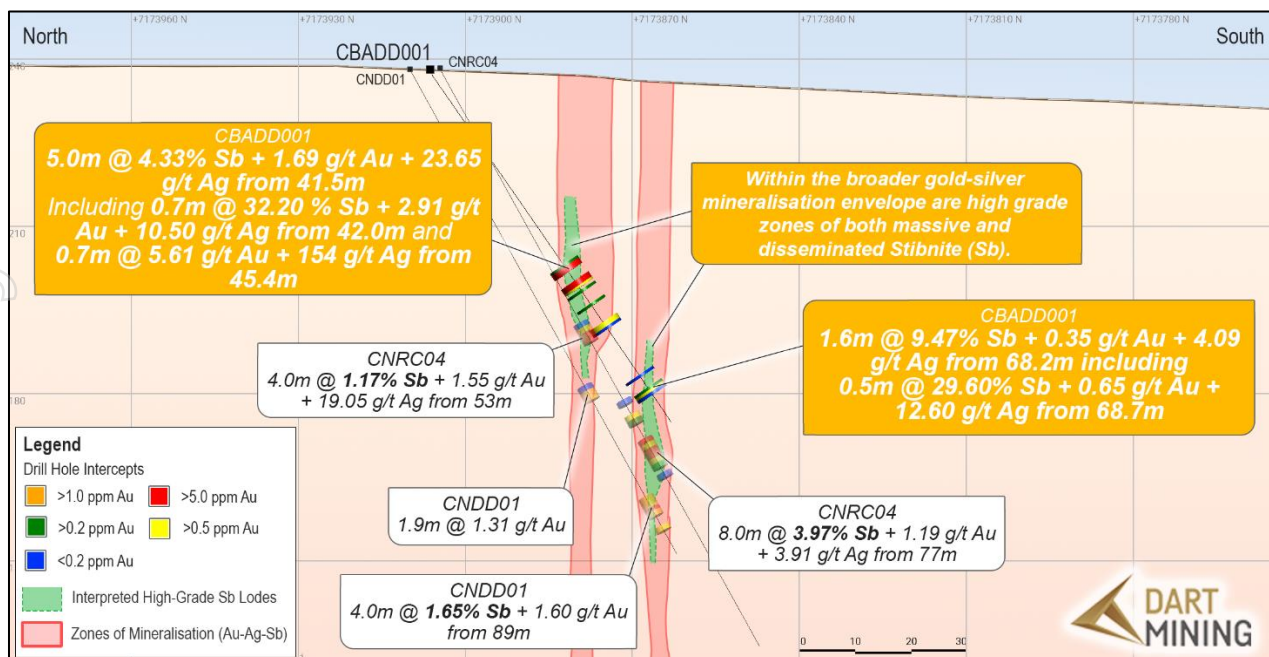 +7173960 N
+7173930 N
+7173900 N
+7173870 N
+7173840 N
+7173810 N
+7173780 N
North
South
CBADD001
CNDD01
CNRC04
CBADD001
5.0m @ 4.33% Sb + 1.69 g/t Au + 23.65
g/t Ag from 41.5m
Including 0.7m @ 32.20 % Sb + 2.91 g/t
Au + 10.50 g/t Ag from 42.0m and
0.7m @ 5.61 g/t Au + 154 g/t Ag from
45.4m
Within the broader gold-silver
mineralisation envelope are high grade
zones of both massive and
disseminated Stibnite (Sb).
210
CBADD001
1.6m @ 9.47% Sb + 0.35 g/t Au + 4.09
g/t Ag from 68.2m including
0.5m @ 29.60% Sb + 0.65 g/t Au +
12.60 g/t Ag from 68.7m
CNRC04
4.0m @ 1.17% Sb + 1.55 g/t Au
+ 19.05 g/t Ag from 53m
180
CNDD01
1.9m @ 1.31 g/t Au
CNRC04
8.0m @ 3.97% Sb + 1.19 g/t Au
+ 3.91 g/t Ag from 77m
CNDD01
4.0m @ 1.65% Sb + 1.60 g/t Au
from 89m
Legend
Drill Hole Intercepts
>1.0 ppm Au
>5.0 ppm Au
>0.2 ppm Au
>0.5 ppm Au
<0.2 ppm Au
Interpreted High-Grade Sb Lodes
Zones of Mineralisation (Au-Ag-Sb)
0 10 20 30
DART
MINING